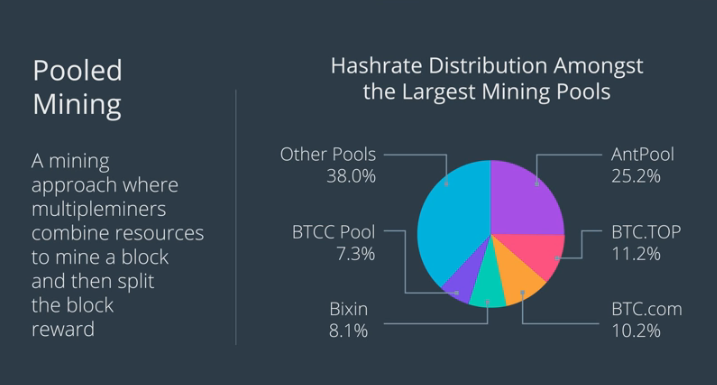 Pooled
Mining
A mining
approach where
multipleminers
combine resources
to mine a block
and then split
the block
reward
Hashrate Distribution Amongst
the Largest Mining Pools
Other Pools
38.0%
BTCC Pool
7.3%
Bixin
8.1%
AntPool
25.2%
BTC.TOP
11.2%
BTC.com
10.2%